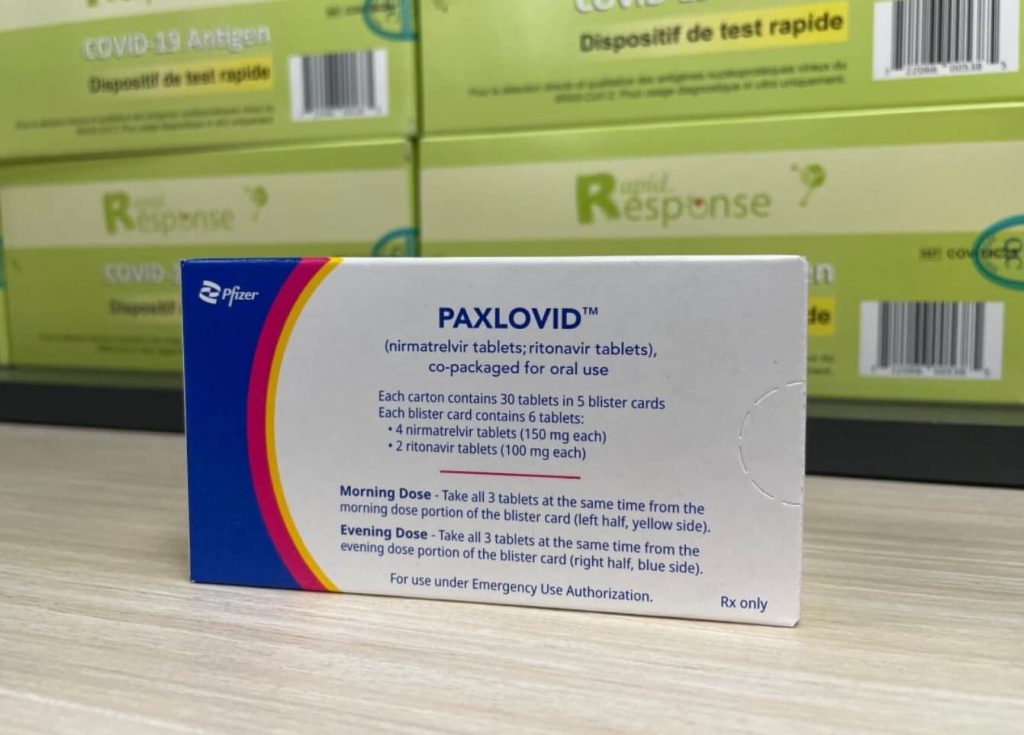 COVID-19 Antigen
Dispositif de test rapide
Dispositif de test rapide
Rapid
Response
Rapid
Response
COVID-19
REF
Pfizer
PAXLOVID™
(nirmatrelvir tablets; ritonavir tablets),
co-packaged for oral use
Each carton contains 30 tablets in 5 blister cards
Each blister card contains 6 tablets:
• 4 nirmatrelvir tablets (150 mg each)
• 2 ritonavir tablets (100 mg each)
Morning Dose - Take all 3 tablets at the same time from the
morning dose portion of the blister card (left half, yellow side).
Evening Dose - Take all 3 tablets at the same time from the
evening dose portion of the blister card (right half, blue side).
For use under Emergency Use Authorization.
Rx only